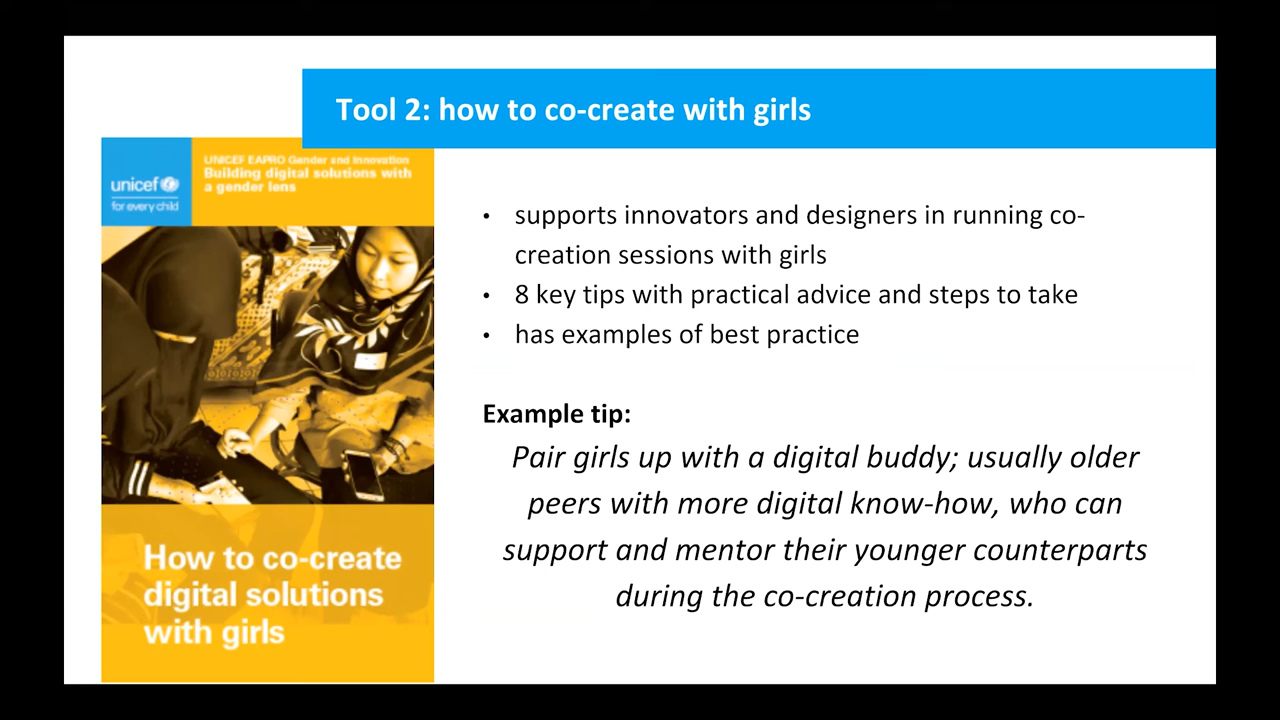 Tool 2: how to co-create with girls
unicef
for every child
UNICEF EAPRO Gender and Innovation
Building digital solutions with
a gender lens
How to co-create
digital solutions
with girls
• supports innovators and designers in running co-
creation sessions with girls
• 8 key tips with practical advice and steps to take
• has examples of best practice
Example tip:
Pair girls up with a digital buddy; usually older
peers with more digital know-how, who can
support and mentor their younger counterparts
during the co-creation process.